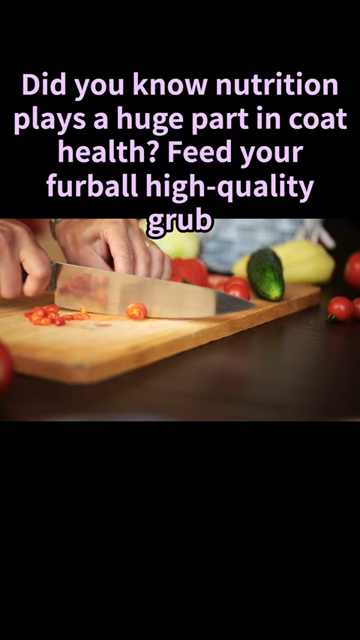 Did you know nutrition
plays a huge part in coat
health? Feed your
furball high-quality
grub